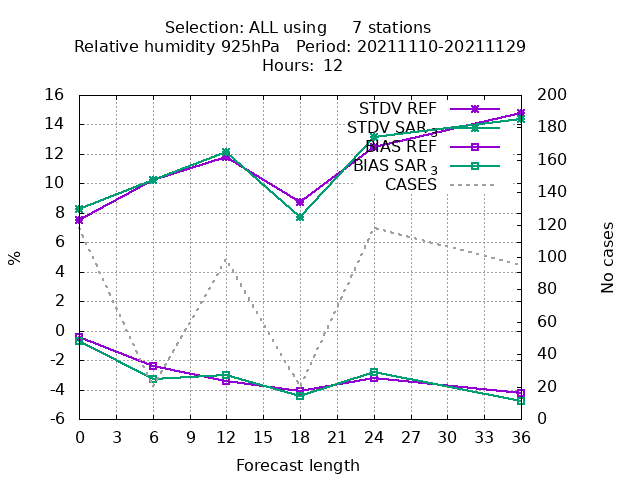 Selection: ALL using 7 stations
Relative humidity 925hPa Period: 20211110-20211129
Hours: 12
16
14
12
10
8
6
4
2
0
-2
-4
-6
%
200
180
160
140
120
100
80
60
40
20
0
No cases
STDV REF
STDV SAR 3
BIAS REF
BIAS SAR 3
CASES
0 3 6 9 12 15 18 21 24 27 30 33 36
Forecast length